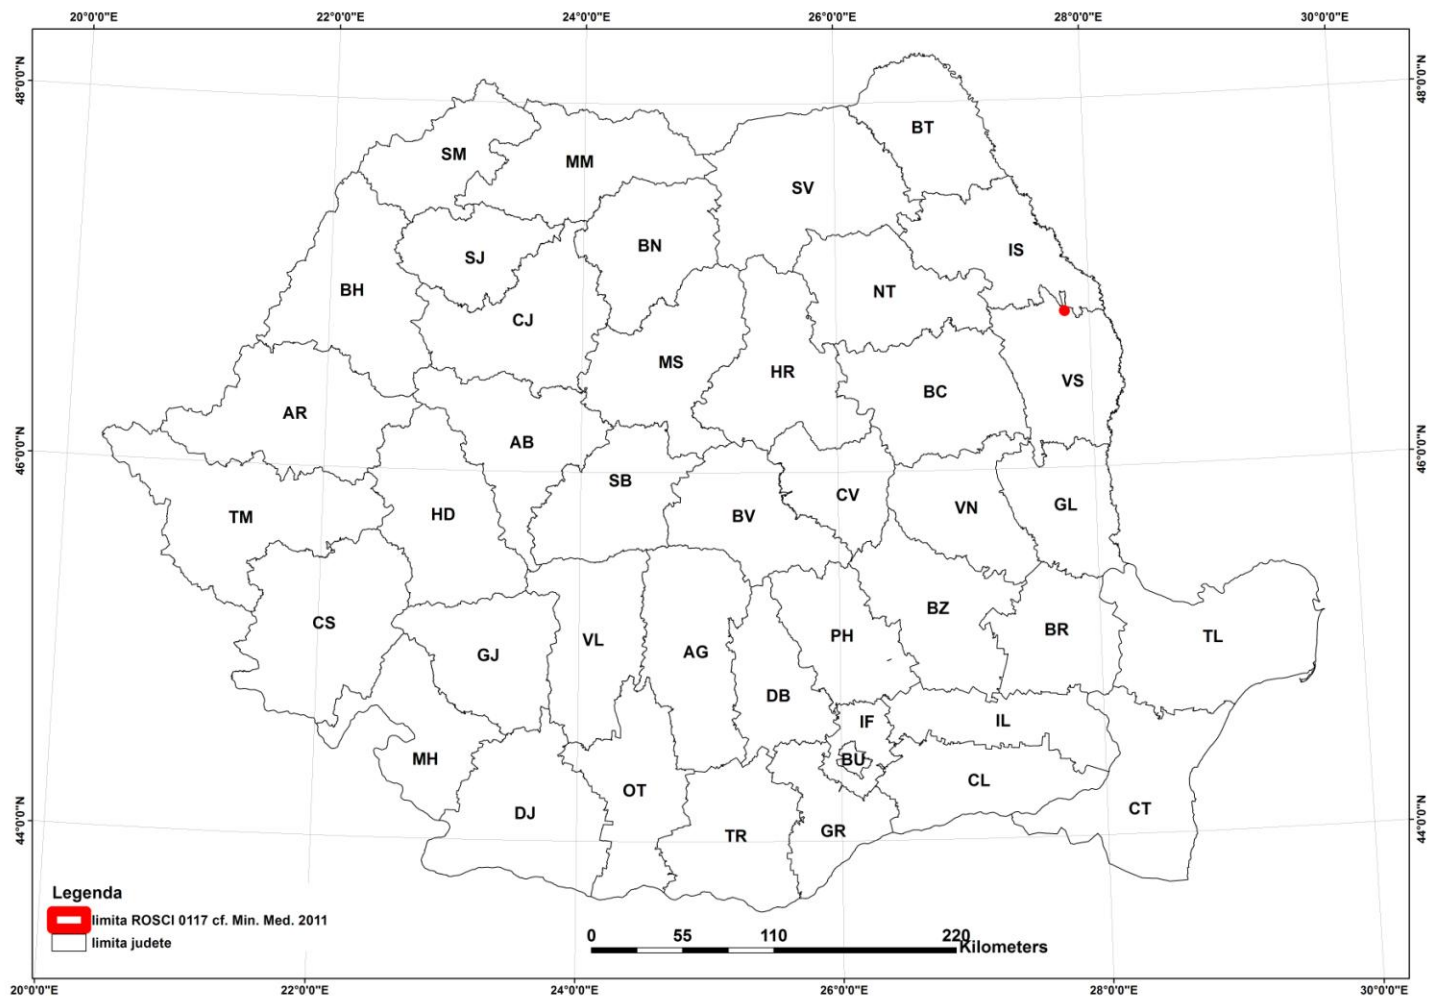 20°0'0"E 22°0'0"E 24°0'0"E 26°0'0"E 28°0'0"E 30°0'0"E
48°0'0"N
48°0'0"N
BT
SM
MM
SV
BN
IS
SJ
BH
NT
CJ
MS
HR
VS
BC
AR
AB
46°0'0"N
46°0'0"N
SB
CV
TM
HD
BV
VN
GL
CS
BZ
BR
TL
VL
PH
GJ
AG
DB
IF
IL
MH
BU
CL
OT
CT
DJ
TR
GR
44°0'0"N
44°0'0"N
Legenda
limita ROSCI 0117 cf. Min. Med. 2011
limita judete
0 55 110 220
Kilometers
20°0'0"E 22°0'0"E 24°0'0"E 26°0'0"E 28°0'0"E 30°0'0"E